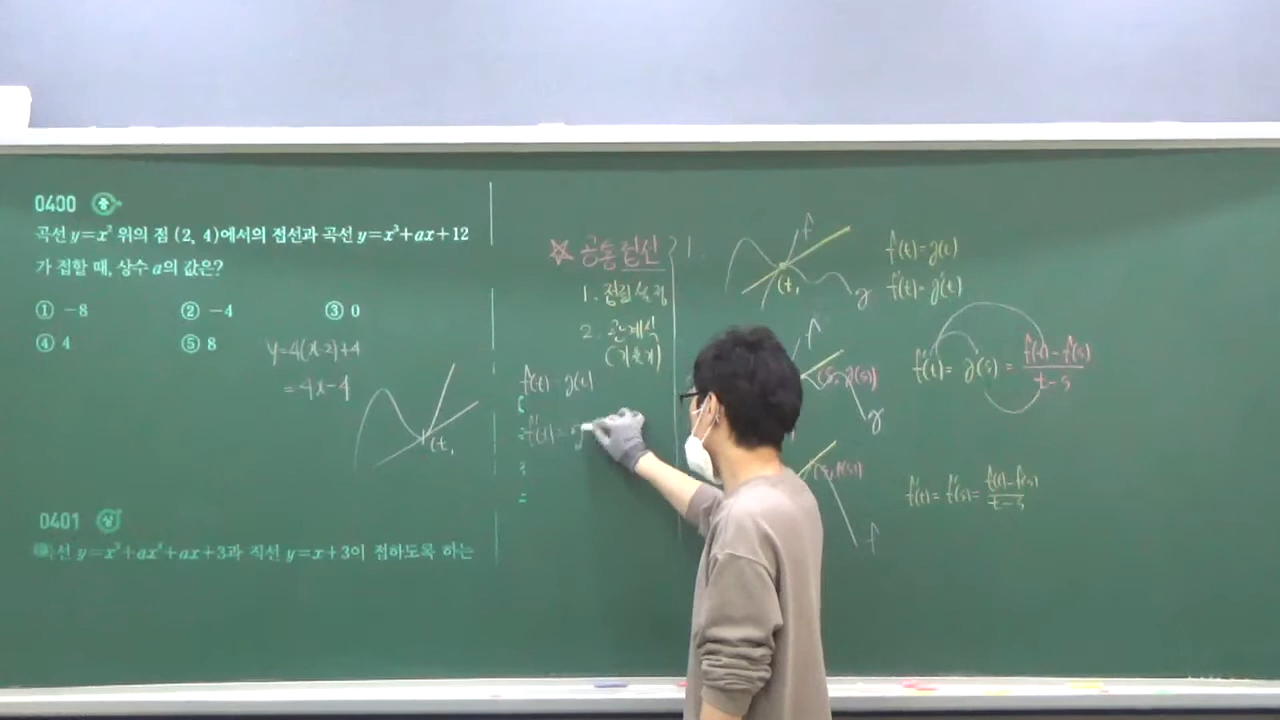 0400 중
곡선 y=x² 위의 점 (2, 4)에서의 접선과 곡선 y=x³+ax+12
가 접할 때, 상수 a의 값은?
① -8 ② -4 ③ 0
④ 4 ⑤ 8
y=4(x-2)+4
=4x-4
(t,
0401 상
선 y=x³+ax²+ax+3과 직선 y=x+3이 접하도록 하는
☆ 공통접선
1. 접점
2. 관계식
(기울기)
f(t)=g(t)
f'(t)=g
1.
f
(t,
g
f(t)=g(t)
f'(t)=g'(t)
f
(s, g(s))
g
f'(t)=g'(s)=f(t)-f(s)/t-s
(s, f(s))
f
f'(t)=f'(s)=f(t)-f(s)/t-s